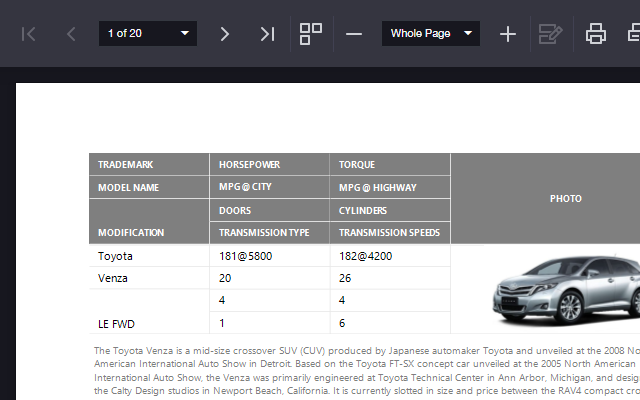 1 of 20 Whole Page
TRADEMARK HORSEPOWER TORQUE
MODEL NAME MPG @ CITY MPG @ HIGHWAY PHOTO
DOORS CYLINDERS
MODIFICATION TRANSMISSION TYPE TRANSMISSION SPEEDS
Toyota 181@5800 182@4200
Venza 20 26
4 4
LE FWD 1 6
The Toyota Venza is a mid-size crossover SUV (CUV) produced by Japanese automaker Toyota and unveiled at the 2008 No
American International Auto Show in Detroit. Based on the Toyota FT-SX concept car unveiled at the 2005 North American
International Auto Show, the Venza was primarily engineered at Toyota Technical Center in Ann Arbor, Michigan, and desig
the Calty Design studios in Newport Beach, California. It is currently slotted in size and price between the RAV4 compact cro